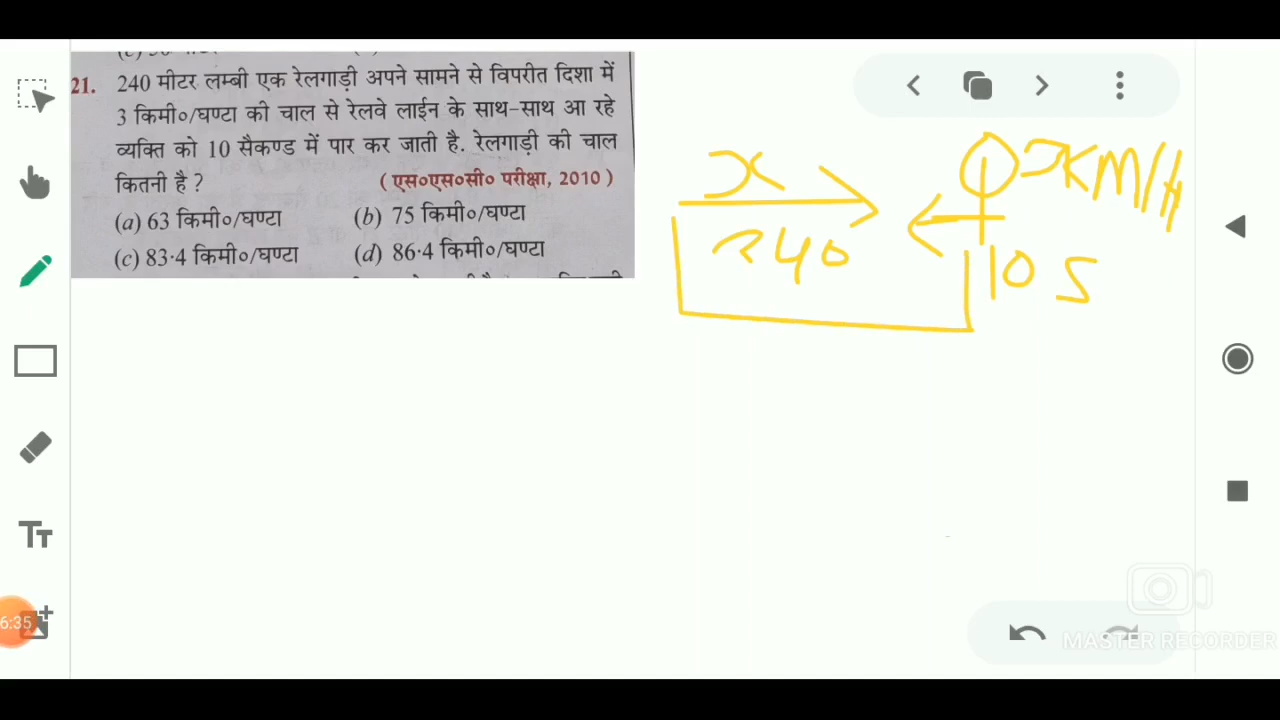 21. 240 मीटर लम्बी एक रेलगाड़ी अपने सामने से विपरीत दिशा में
3 किमी०/घण्टा की चाल से रेलवे लाईन के साथ-साथ आ रहे
व्यक्ति को 10 सैकण्ड में पार कर जाती है. रेलगाड़ी की चाल
कितनी है ? (एस०एस०सी० परीक्षा, 2010)
(a) 63 किमी०/घण्टा (b) 75 किमी०/घण्टा
(c) 83·4 किमी०/घण्टा (d) 86·4 किमी०/घण्टा
x 3KM/H
240 10 S
TT
6:35
MASTER RECORDER